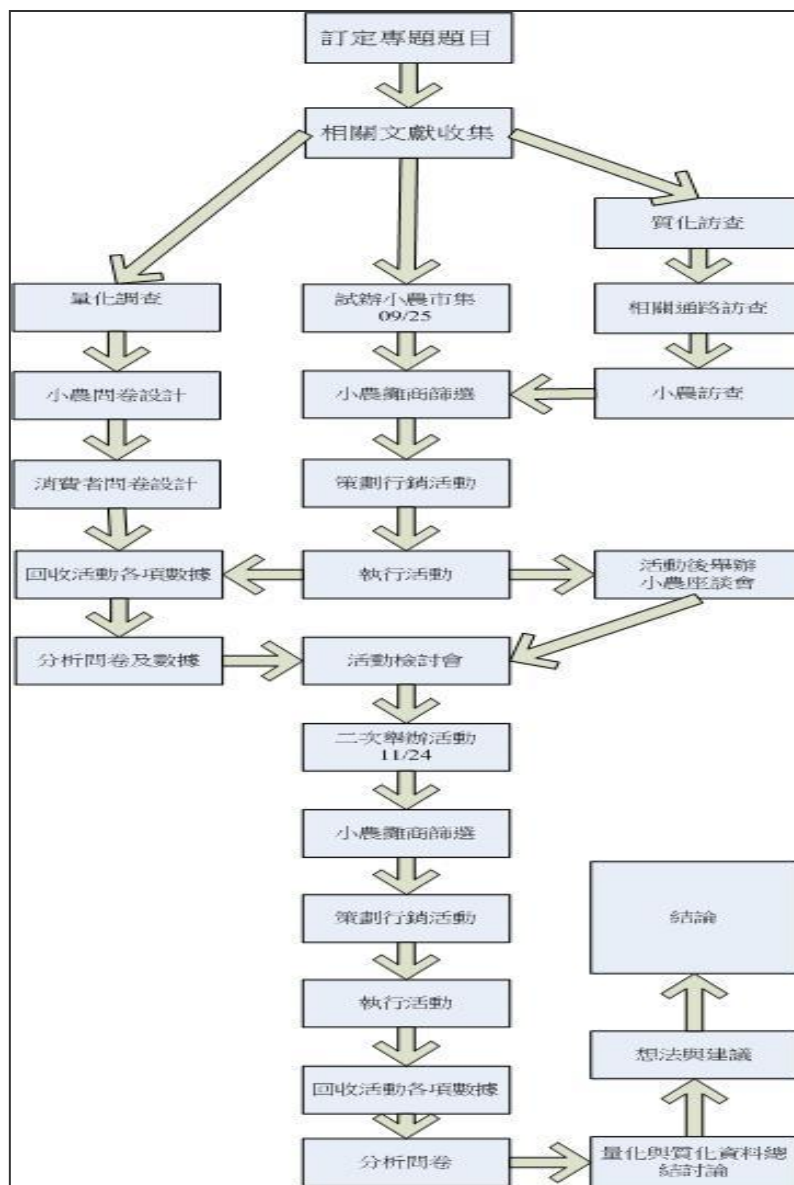 訂定專題題目
相關文獻收集
質化訪查
量化調查
試辦小農市集
09/25
相關通路訪查
小農問卷設計
小農攤商篩選
小農訪查
消費者問卷設計
策劃行銷活動
回收活動各項數據
執行活動
活動後舉辦
小農座談會
分析問卷及數據
活動檢討會
二次舉辦活動
11/24
小農攤商篩選
策劃行銷活動
結論
執行活動
想法與建議
回收活動各項數據
分析問卷
量化與質化資料總
結討論